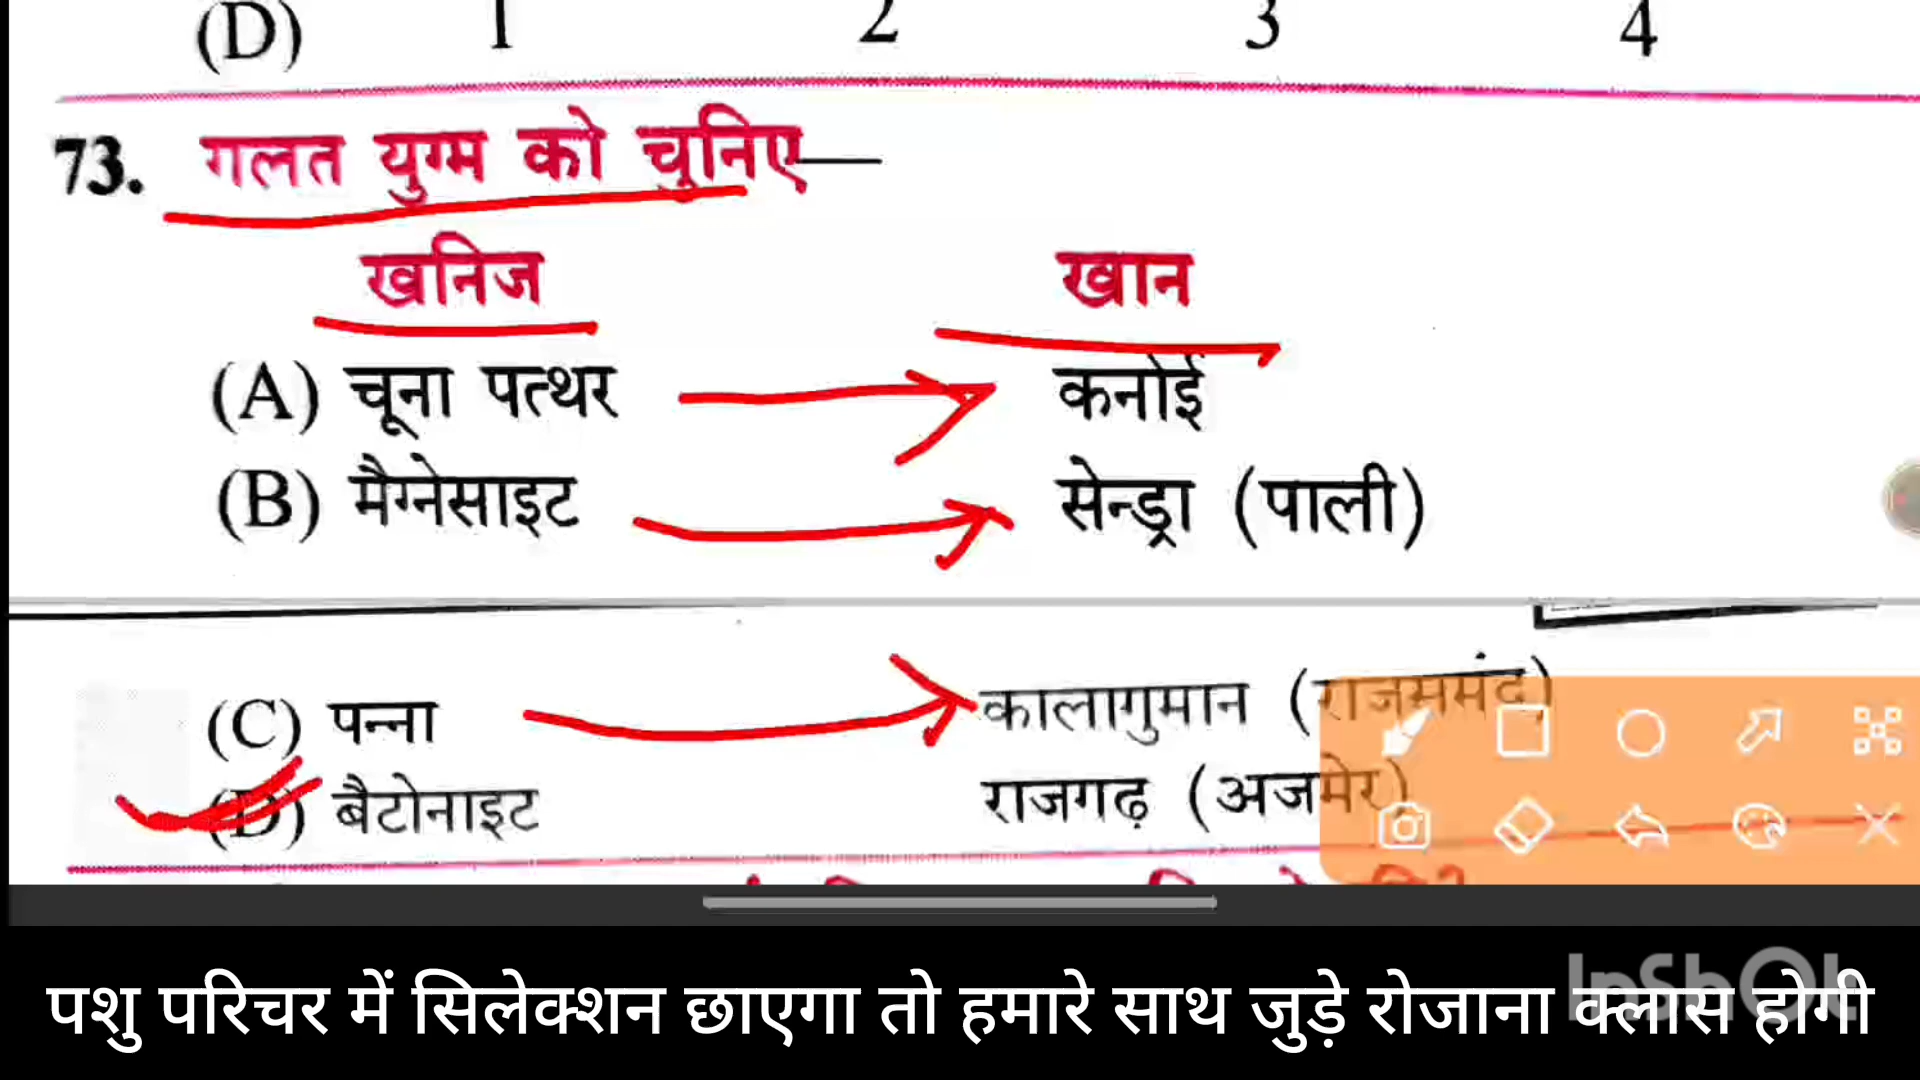 (D) 1 2 3 4
73. गलत युग्म को चुनिए—
खनिज खान
(A) चूना पत्थर कनोई
(B) मैग्नेसाइट सेन्ड्रा (पाली)
(C) पन्ना कालागुमान (राजसमंद)
(D) बैटोनाइट राजगढ़ (अजमेर)
पशु परिचर में सिलेक्शन छाएगा तो हमारे साथ जुड़े रोजाना क्लास होगी
InShOt